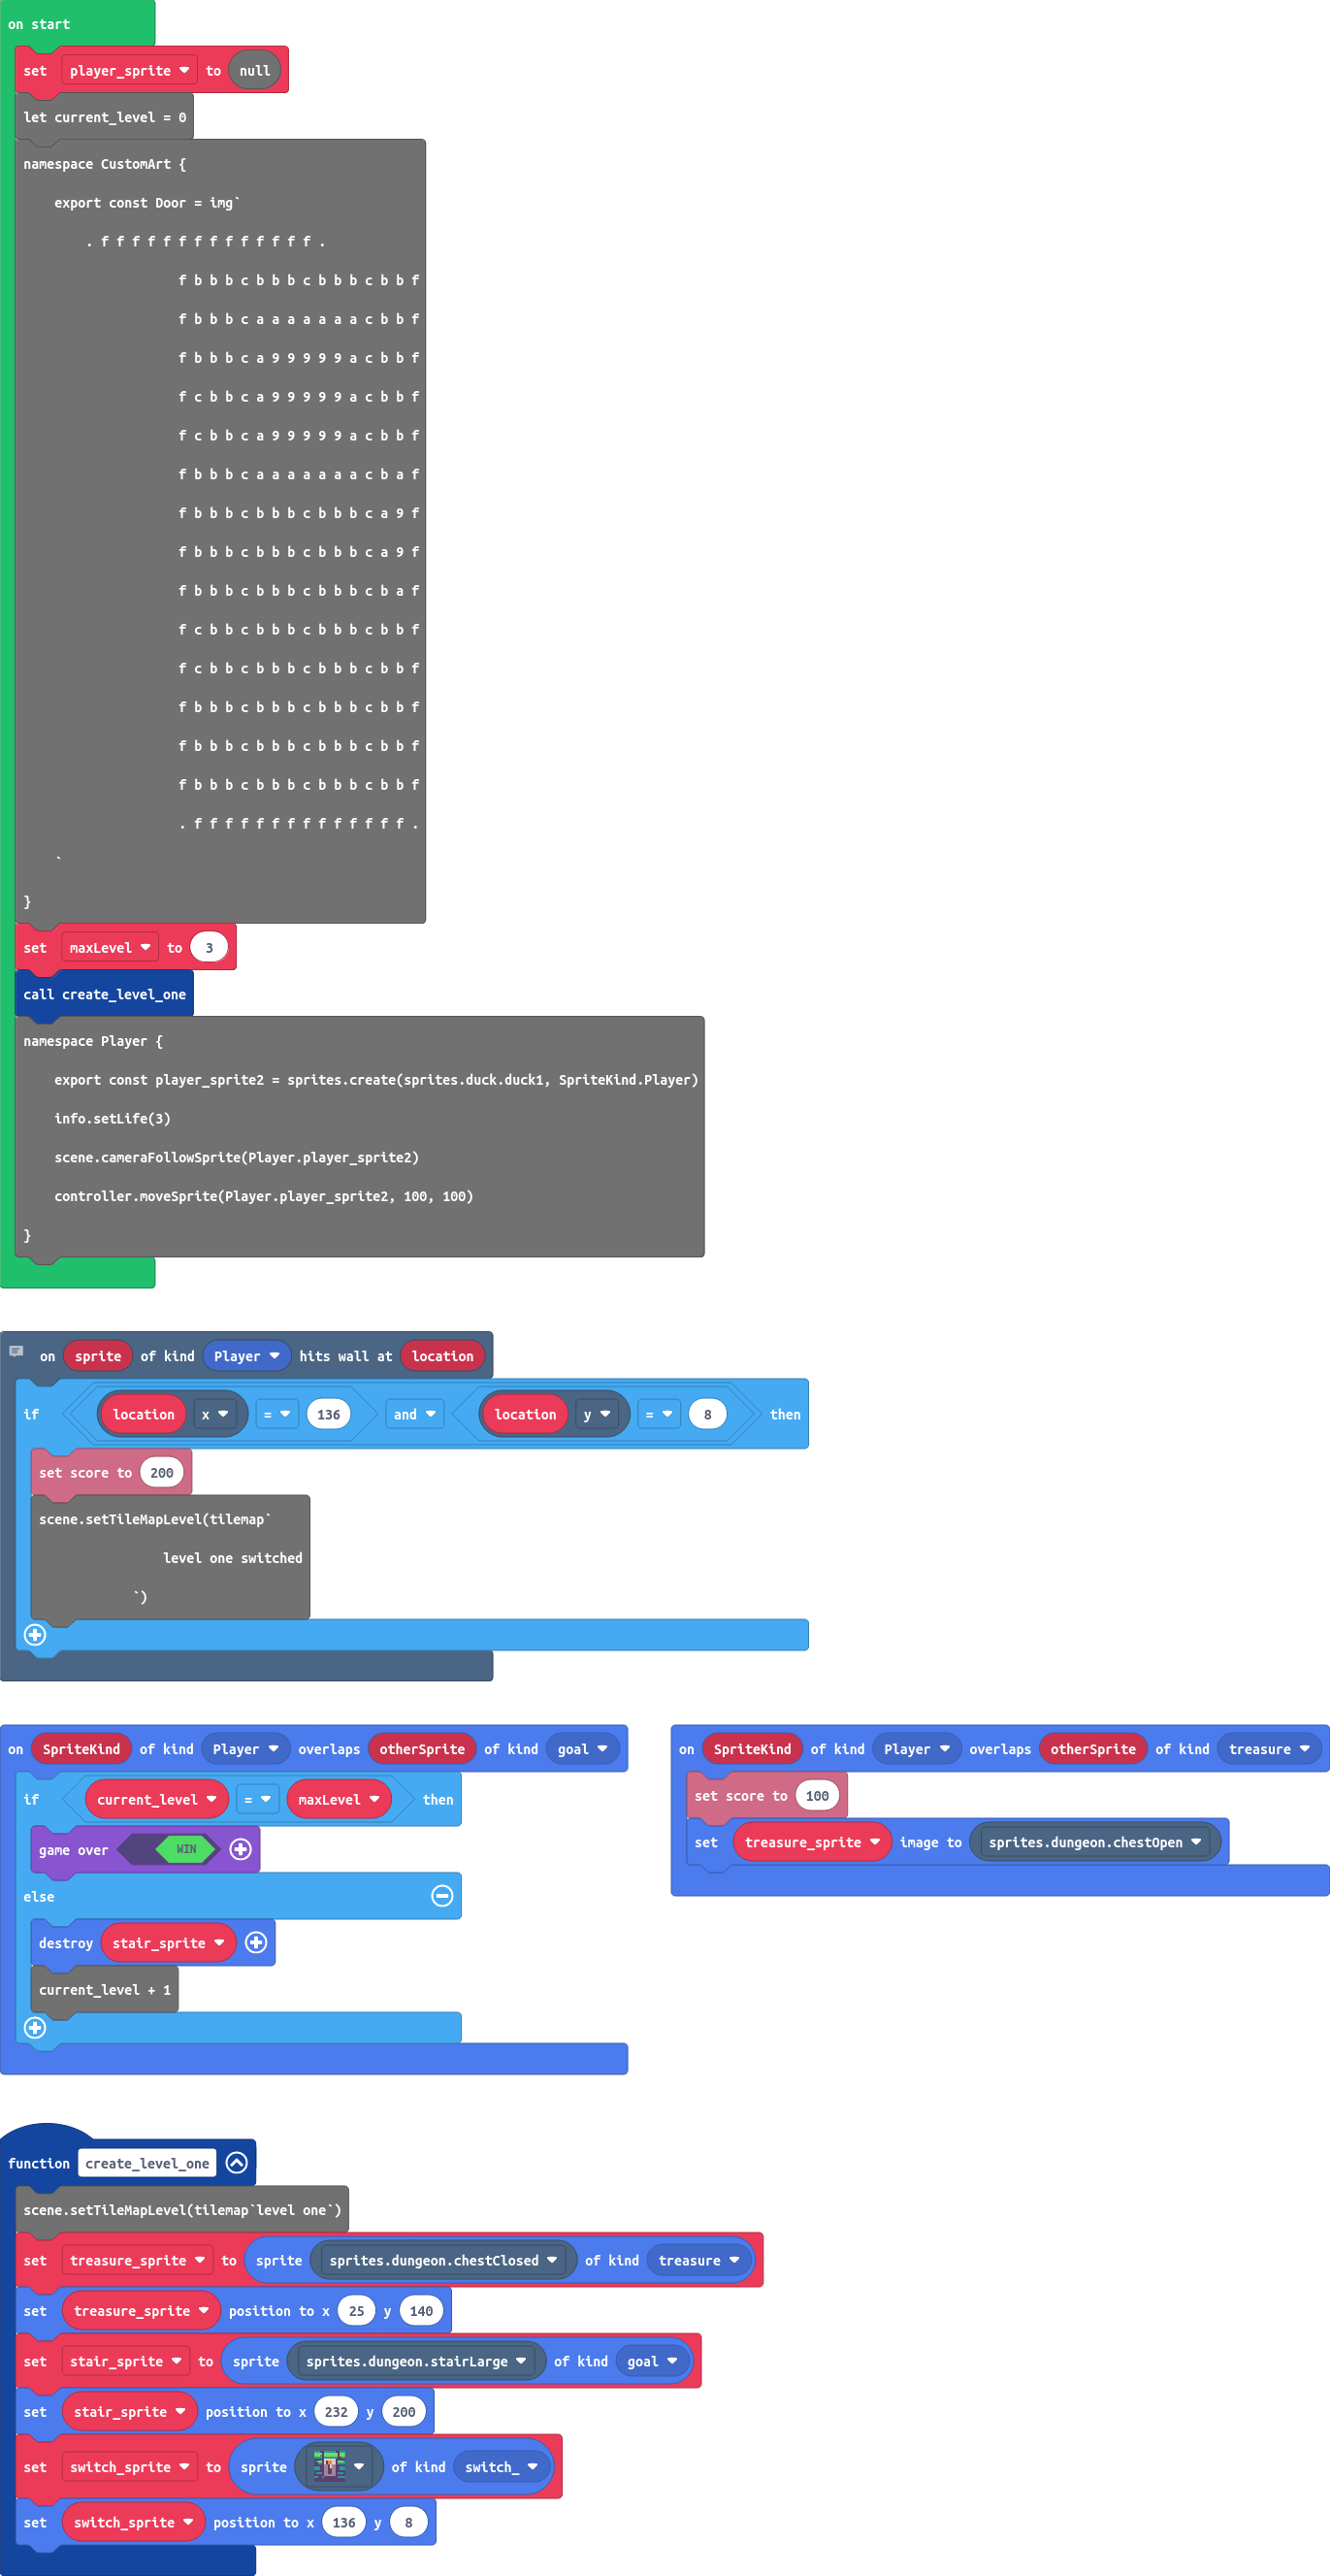 on start
set player_sprite to null
let current_level = 0
namespace CustomArt {
export const Door = img`
. f f f f f f f f f f f f f f .
f b b b c b b b c b b b c b b f
f b b b c a a a a a a a c b b f
f b b b c a 9 9 9 9 9 a c b b f
f c b b c a 9 9 9 9 9 a c b b f
f c b b c a 9 9 9 9 9 a c b b f
f b b b c a a a a a a a c b a f
f b b b c b b b c b b b c a 9 f
f b b b c b b b c b b b c a 9 f
f b b b c b b b c b b b c b a f
f c b b c b b b c b b b c b b f
f c b b c b b b c b b b c b b f
f b b b c b b b c b b b c b b f
f b b b c b b b c b b b c b b f
f b b b c b b b c b b b c b b f
. f f f f f f f f f f f f f f .
`
}
set maxLevel to 3
call create_level_one
namespace Player {
export const player_sprite2 = sprites.create(sprites.duck.duck1, SpriteKind.Player)
info.setLife(3)
scene.cameraFollowSprite(Player.player_sprite2)
controller.moveSprite(Player.player_sprite2, 100, 100)
}
on sprite of kind Player hits wall at location
if location x = 136 and location y = 8 then
set score to 200
scene.setTileMapLevel(tilemap`
level one switched
`)
on SpriteKind of kind Player overlaps otherSprite of kind goal
if current_level = maxLevel then
game over WIN
else
destroy stair_sprite
current_level + 1
on SpriteKind of kind Player overlaps otherSprite of kind treasure
set score to 100
set treasure_sprite image to sprites.dungeon.chestOpen
function create_level_one
scene.setTileMapLevel(tilemap`level one`)
set treasure_sprite to sprite sprites.dungeon.chestClosed of kind treasure
set treasure_sprite position to x 25 y 140
set stair_sprite to sprite sprites.dungeon.stairLarge of kind goal
set stair_sprite position to x 232 y 200
set switch_sprite to sprite of kind switch_
set switch_sprite position to x 136 y 8